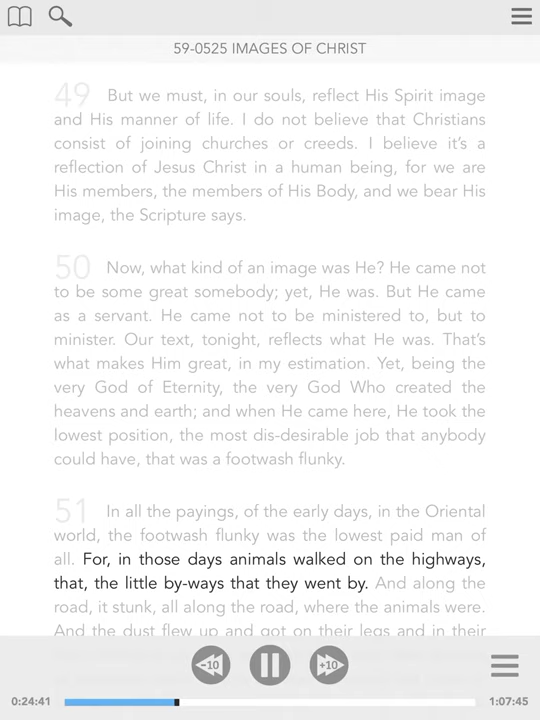 59-0525 IMAGES OF CHRIST
49 But we must, in our souls, reflect His Spirit image
and His manner of life. I do not believe that Christians
consist of joining churches or creeds. I believe it’s a
reflection of Jesus Christ in a human being, for we are
His members, the members of His Body, and we bear His
image, the Scripture says.
50 Now, what kind of an image was He? He came not
to be some great somebody; yet, He was. But He came
as a servant. He came not to be ministered to, but to
minister. Our text, tonight, reflects what He was. That’s
what makes Him great, in my estimation. Yet, being the
very God of Eternity, the very God Who created the
heavens and earth; and when He came here, He took the
lowest position, the most dis-desirable job that anybody
could have, that was a footwash flunky.
51 In all the payings, of the early days, in the Oriental
world, the footwash flunky was the lowest paid man of
all. For, in those days animals walked on the highways,
that, the little by-ways that they went by. And along the
road, it stunk, all along the road, where the animals were.
And the dust flew up and got on their legs and in their
-10
+10
0:24:41
1:07:45